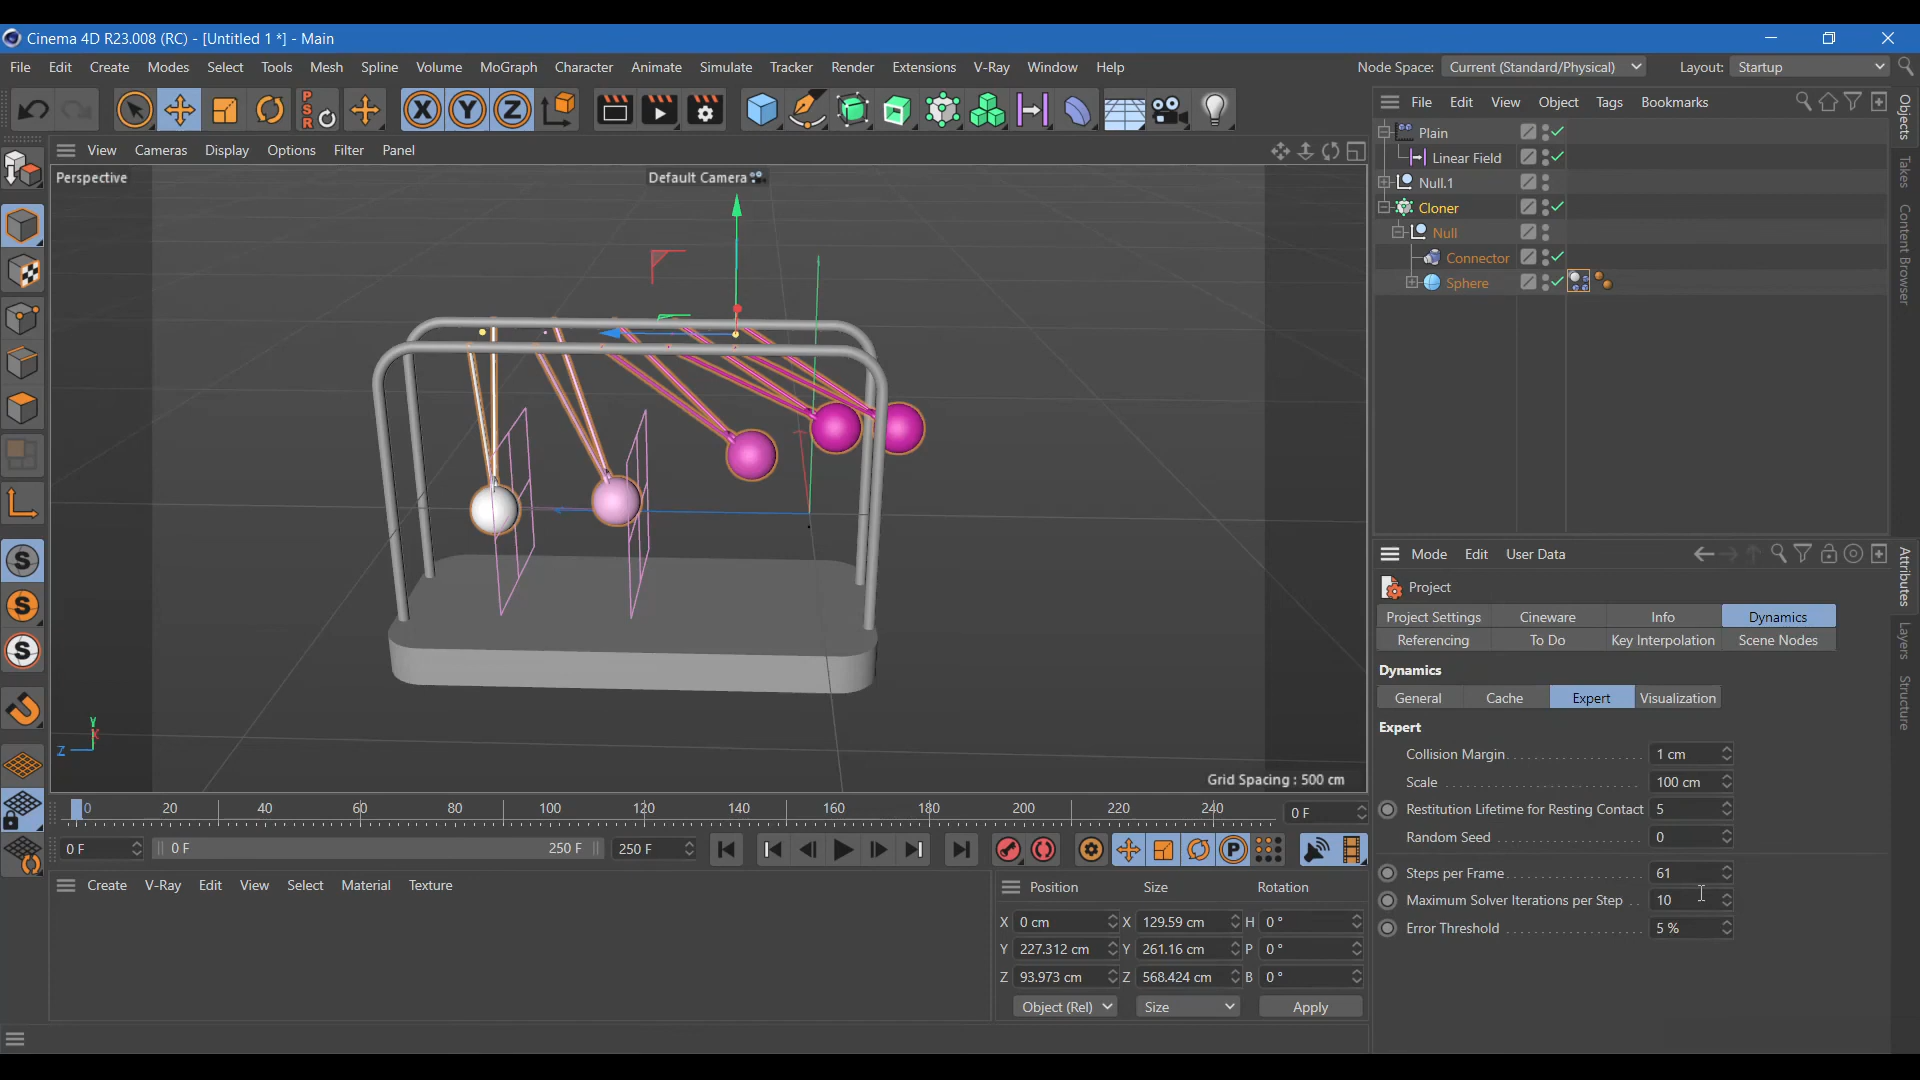 Cinema 4D R23.008 (RC) - [Untitled 1 *] - Main
File Edit Create Modes Select Tools Mesh Spline Volume MoGraph Character Animate Simulate Tracker Render Extensions V-Ray Window Help
Node Space: Current (Standard/Physical) Layout: Startup
PSR X Y Z
File Edit View Object Tags Bookmarks
View Cameras Display Options Filter Panel
Perspective
Default Camera
Plain
Linear Field
Null.1
Cloner
Null
Connector
Sphere
Objects
Takes
Content Browser
S
S
S
Y
X
Z
Grid Spacing : 500 cm
Mode Edit User Data
Project
Project Settings Cineware Info Dynamics
Referencing To Do Key Interpolation Scene Nodes
Dynamics
General Cache Expert Visualization
Expert
Collision Margin 1 cm
Scale 100 cm
Restitution Lifetime for Resting Contact 5
Random Seed 0
Steps per Frame 61
Maximum Solver Iterations per Step 10
Error Threshold 5 %
Attributes
Layers
Structure
0 20 40 60 80 100 120 140 160 180 200 220 240 0 F
0 F 0 F 250 F 250 F P
Create V-Ray Edit View Select Material Texture
Position Size Rotation
X 0 cm X 129.59 cm H 0 °
Y 227.312 cm Y 261.16 cm P 0 °
Z 93.973 cm Z 568.424 cm B 0 °
Object (Rel) Size Apply